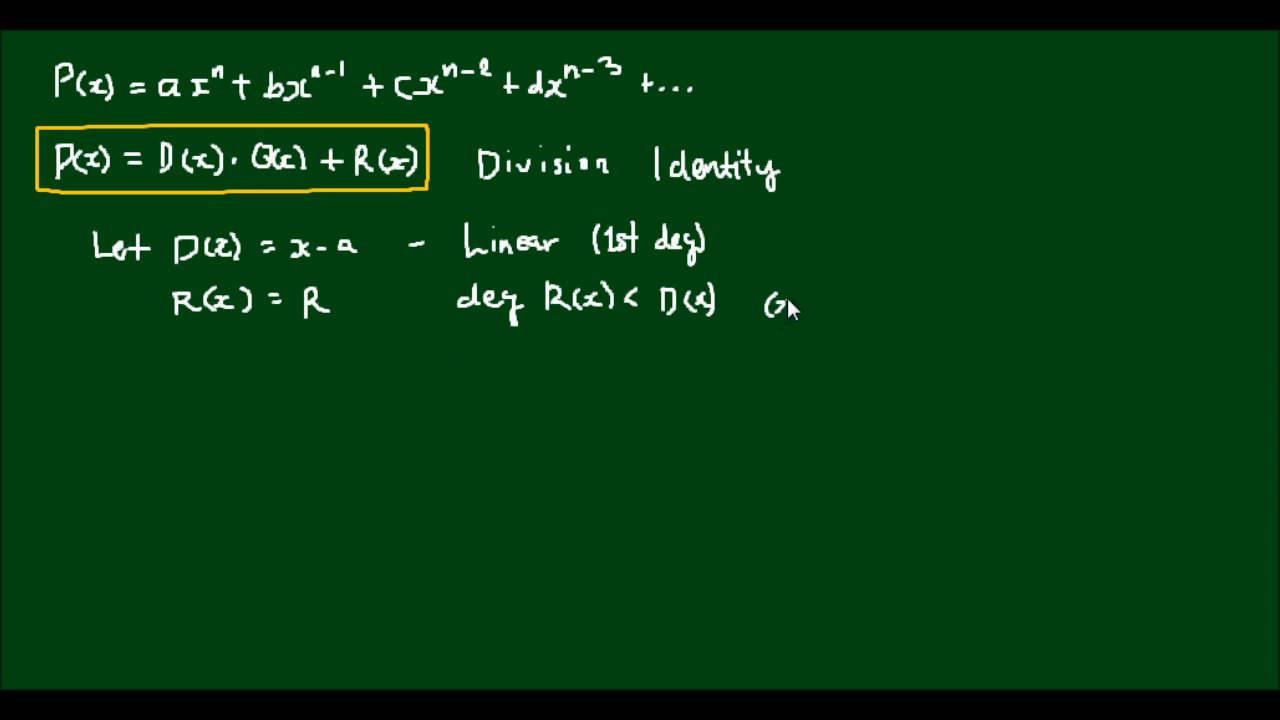 P(x) = ax^n + bx^{n-1} + cx^{n-2} + dx^{n-3} + ...
P(x) = D(x) · Q(x) + R(x) Division Identity
Let D(x) = x - a - Linear (1st deg)
R(x) = R deg R(x) < D(x)